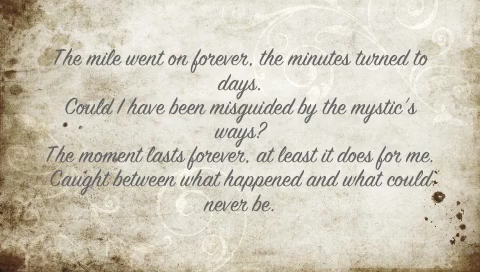 The mile went on forever, the minutes turned to
days.
Could I have been misguided by the mystic's
ways?
The moment lasts forever, at least it does for me.
Caught between what happened and what could
never be.